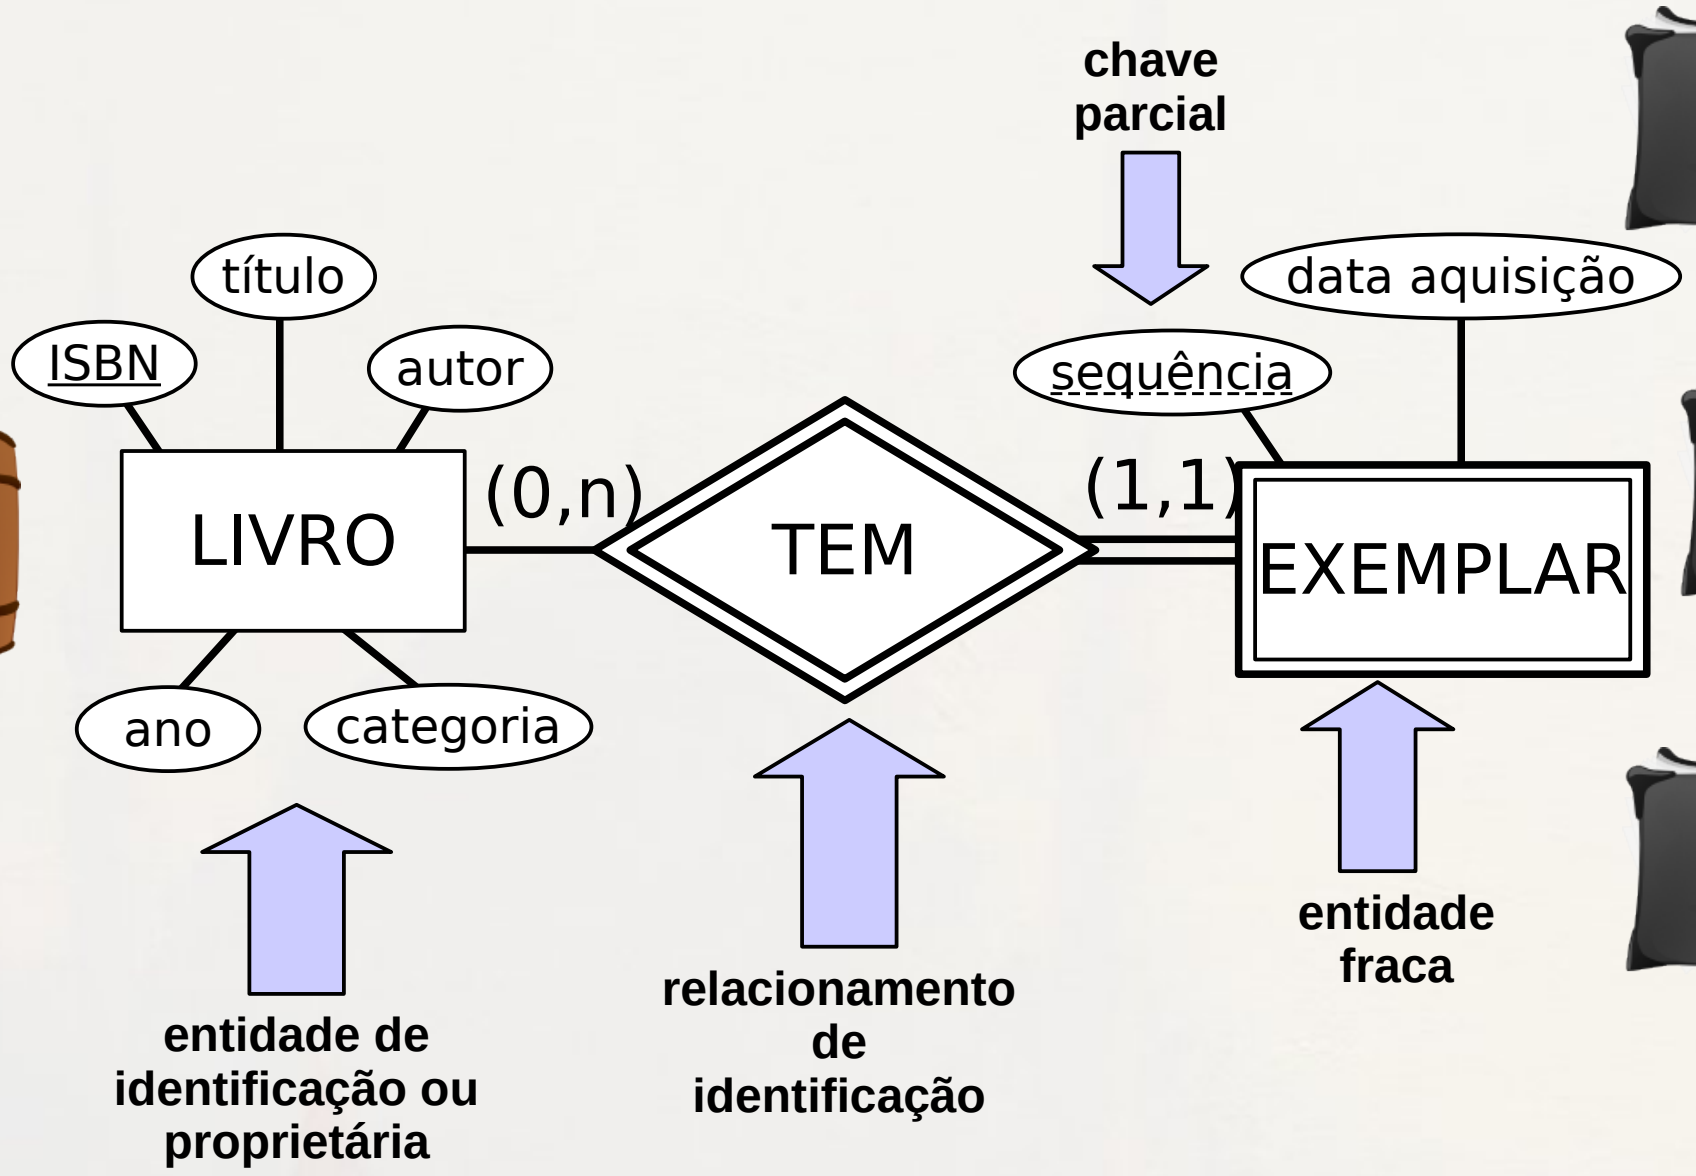 chave
parcial
título
data aquisição
ISBN
autor
sequência
(0,n)
(1,1)
LIVRO
TEM
EXEMPLAR
ano
categoria
entidade
fraca
relacionamento
de
identificação
entidade de
identificação ou
proprietária